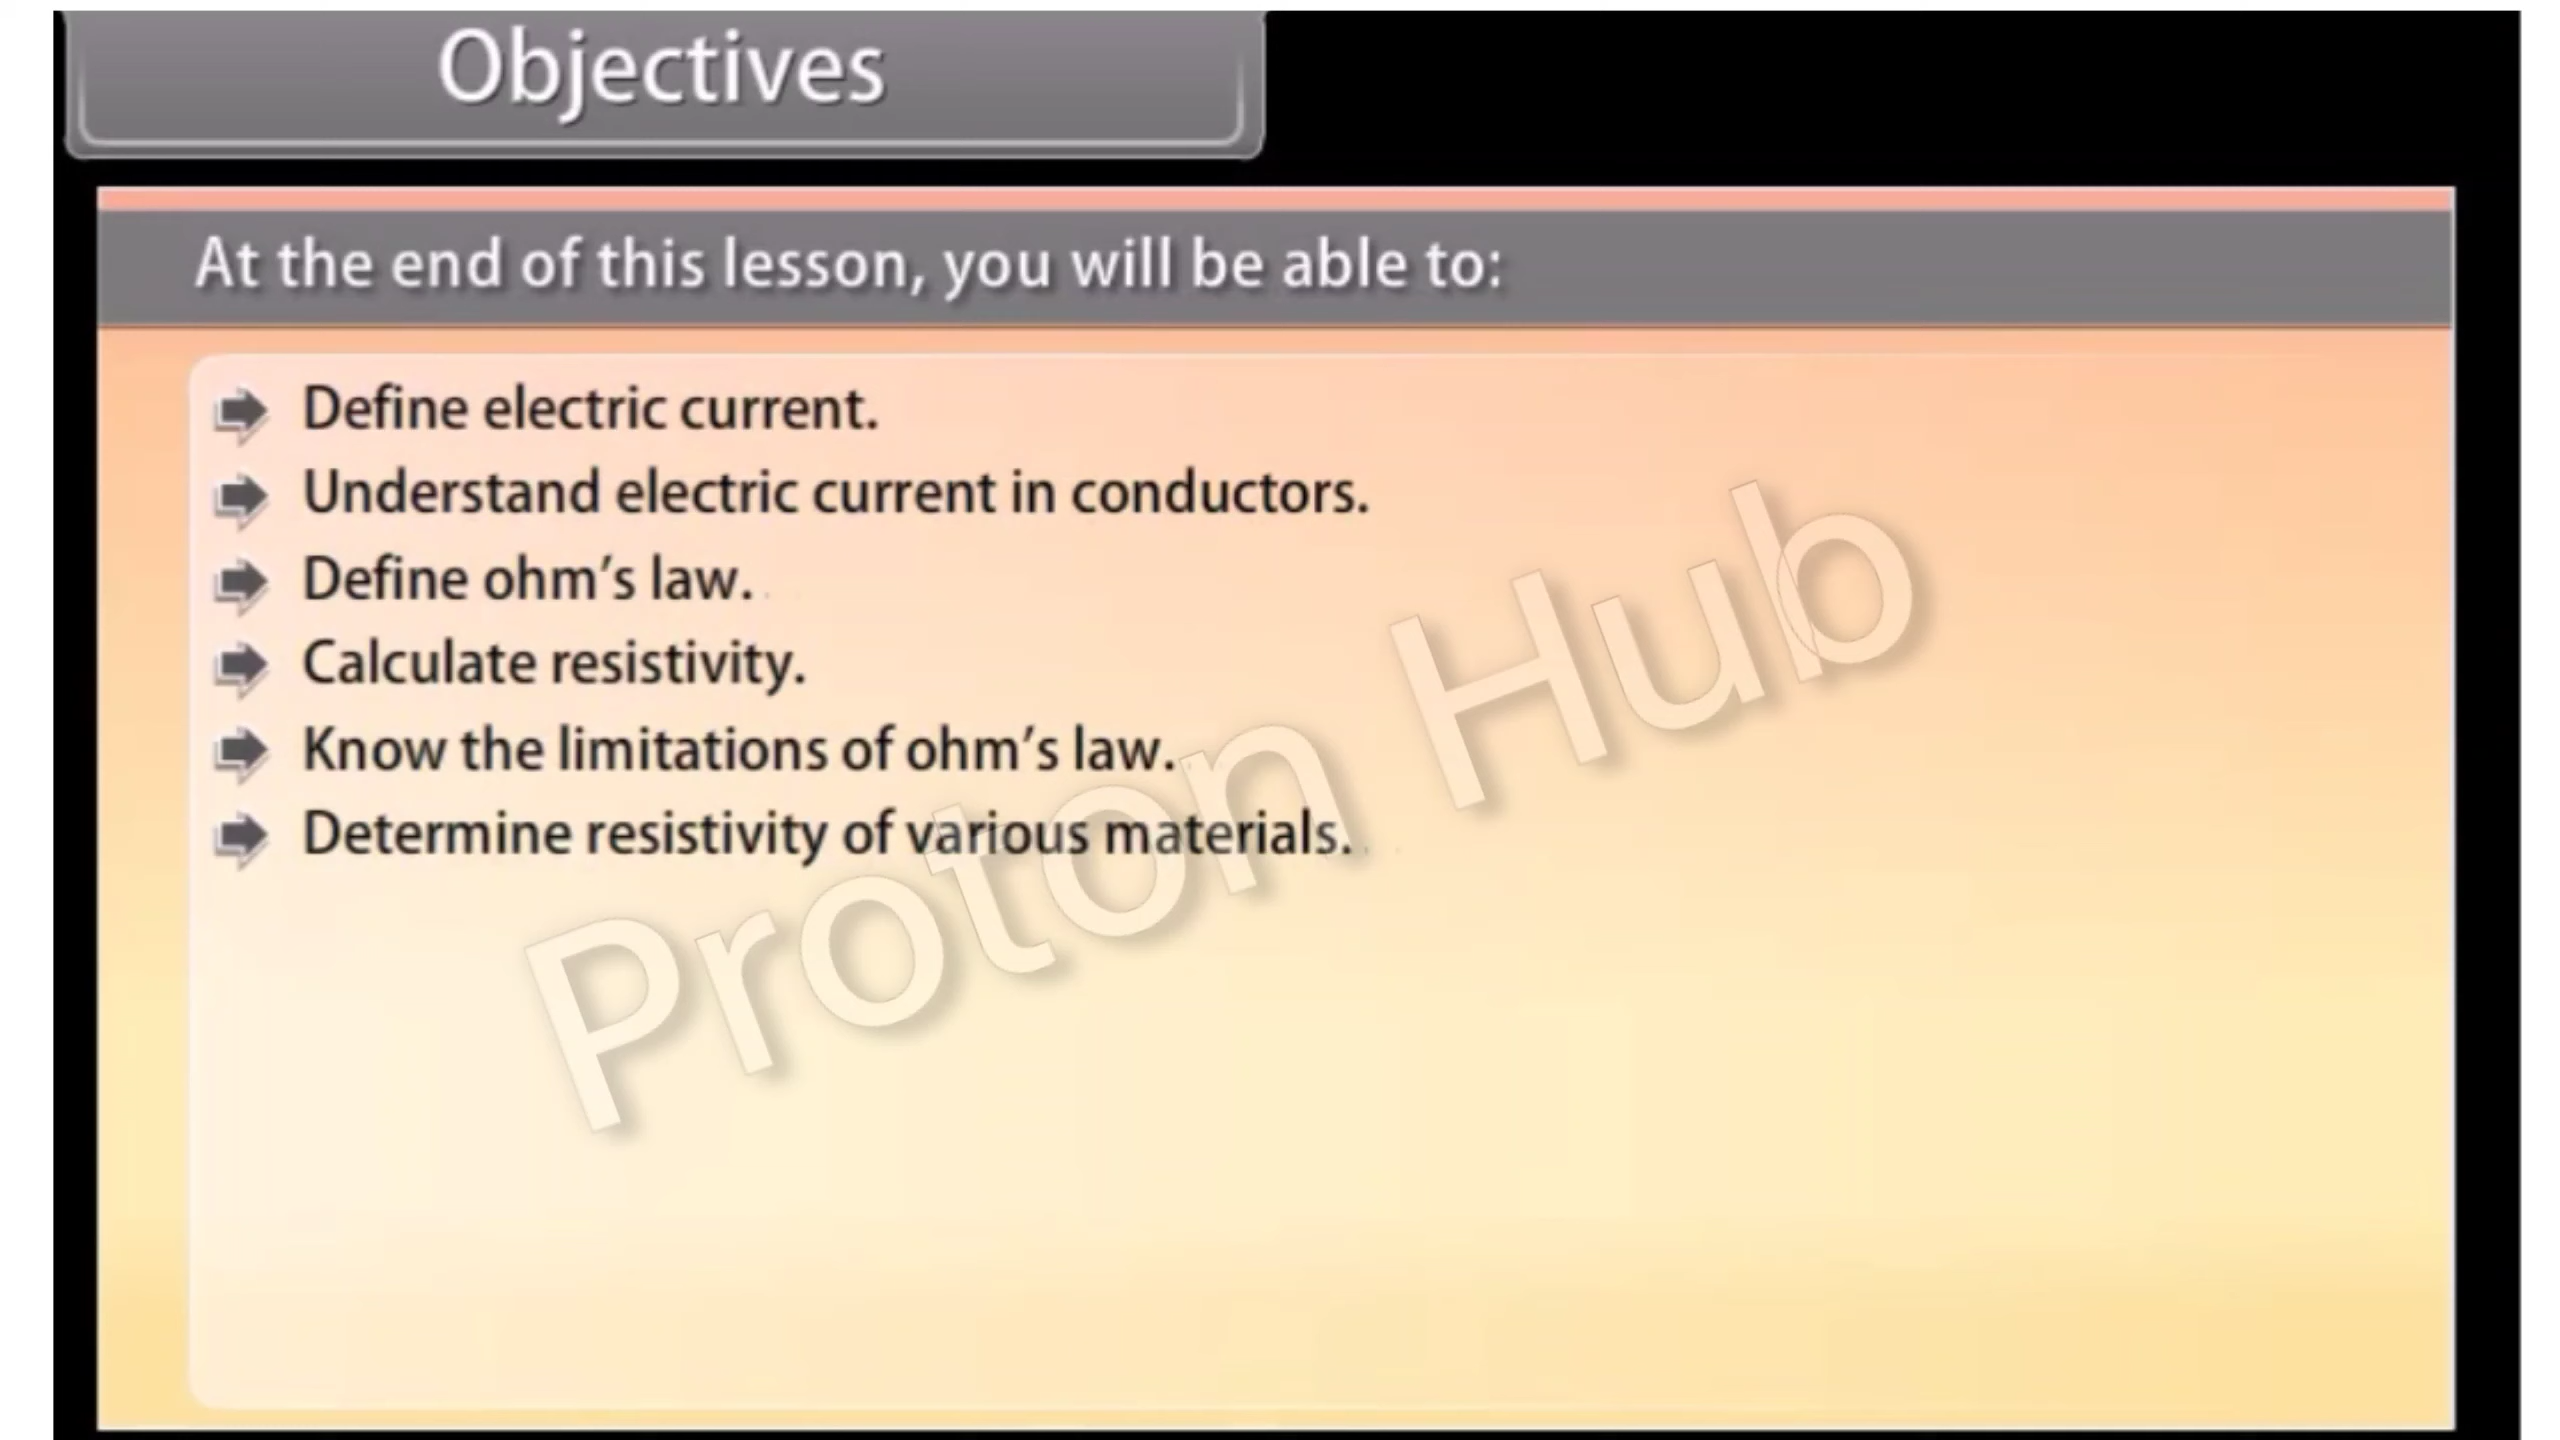 Objectives
At the end of this lesson, you will be able to:
Define electric current.
Understand electric current in conductors.
Define ohm’s law.
Calculate resistivity.
Know the limitations of ohm’s law.
Determine resistivity of various materials.
Proton Hub